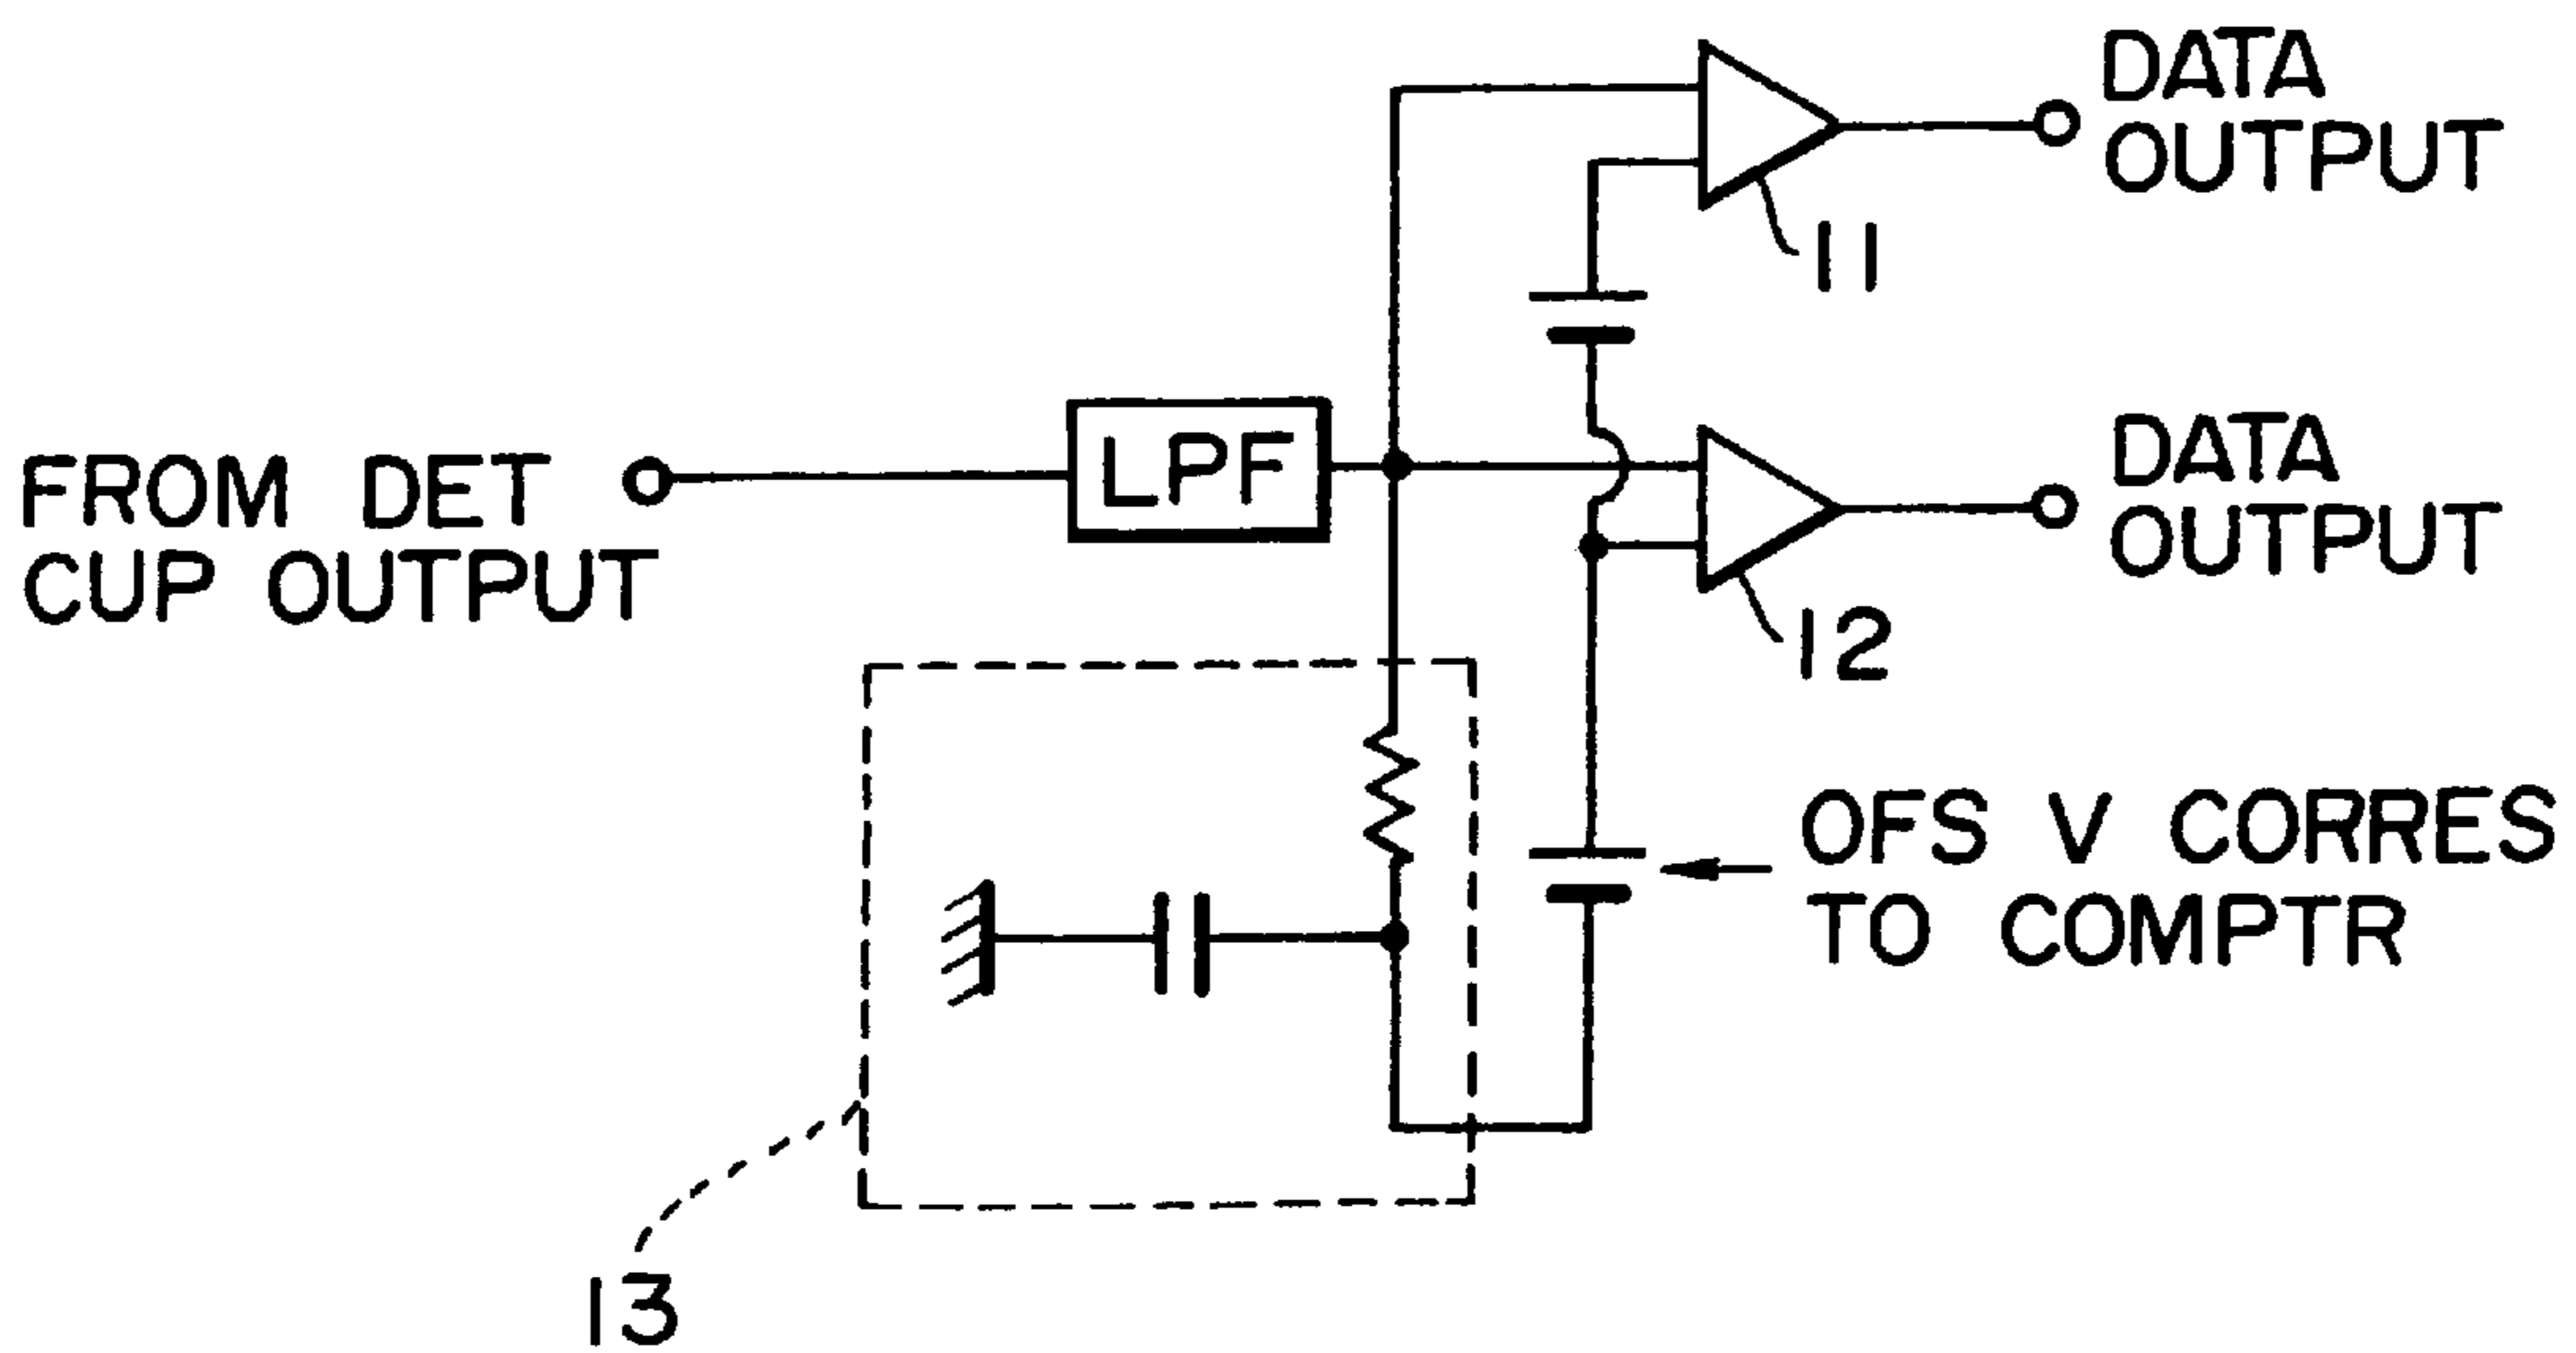 DATA
OUTPUT
11
LPF
FROM DET
CUP OUTPUT
DATA
OUTPUT
12
OFS V CORRES
TO COMPTR
13